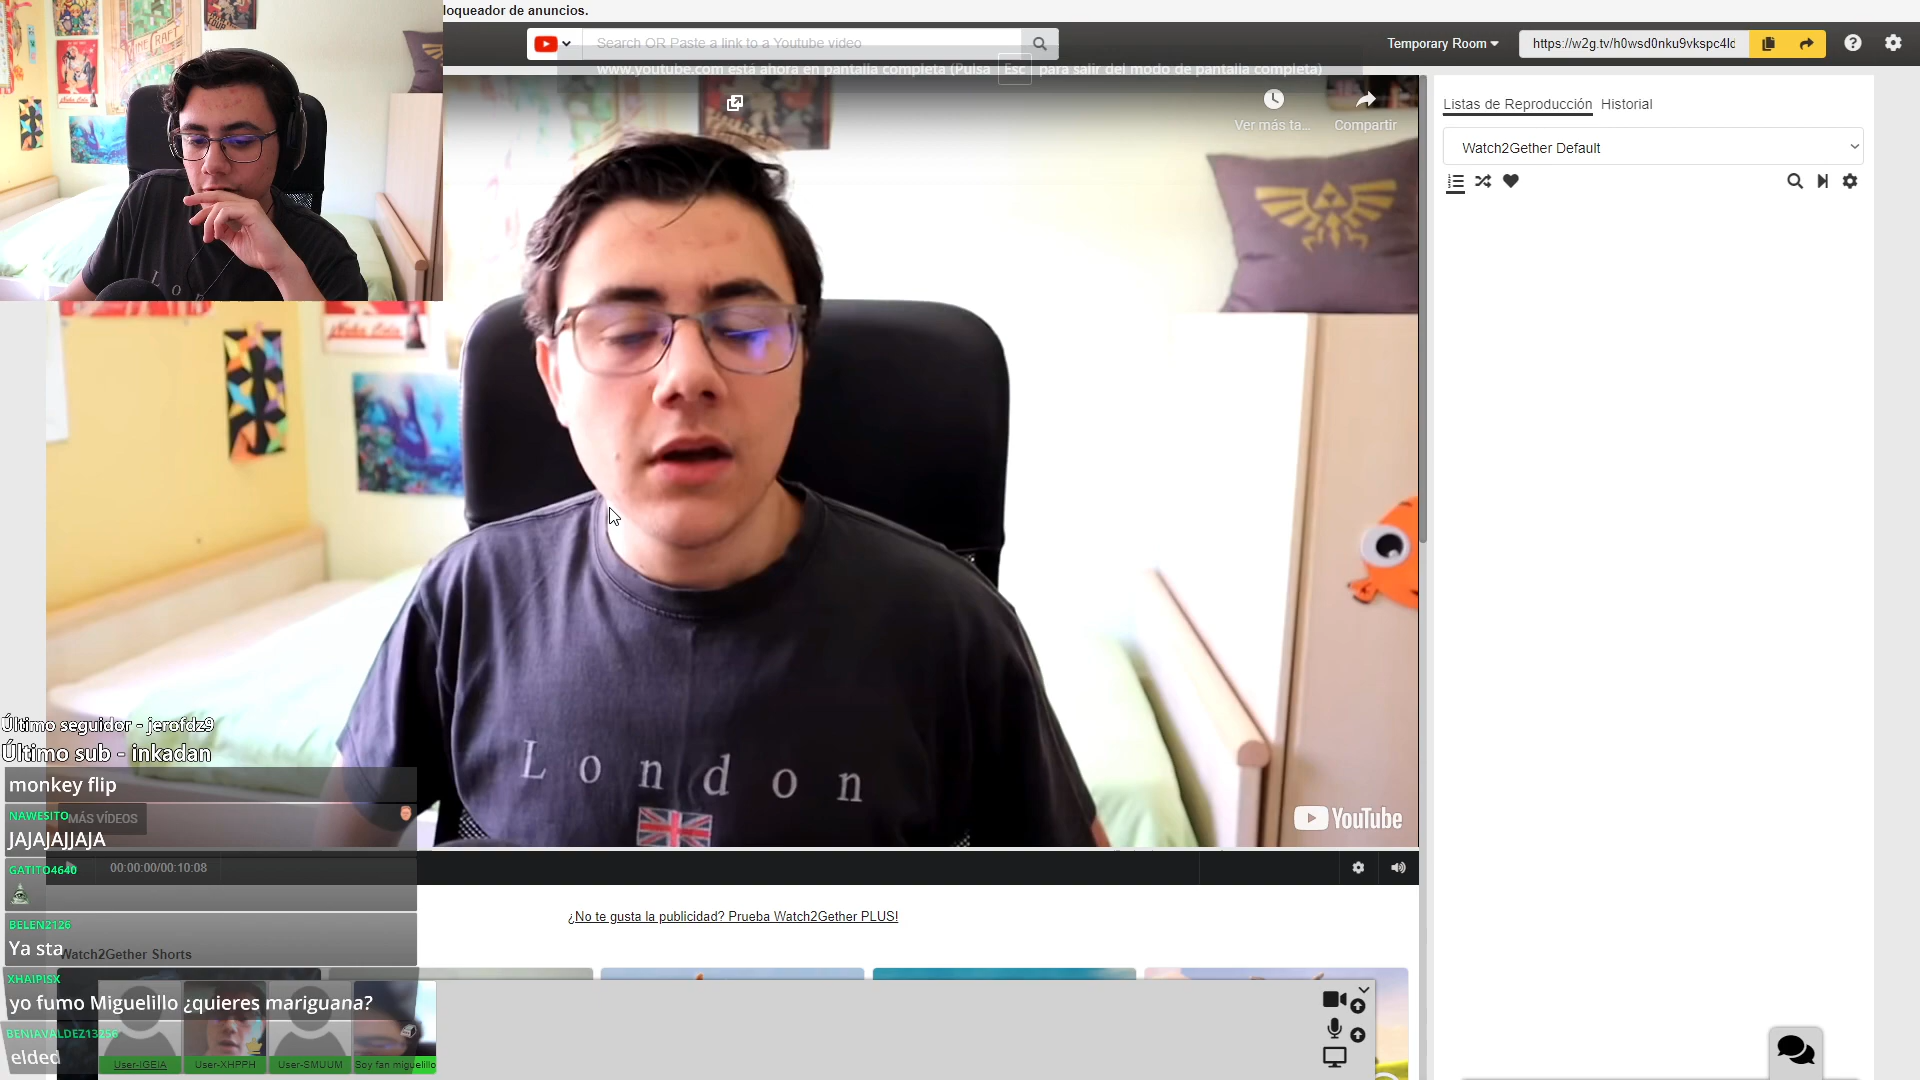 loqueador de anuncios.
Search OR Paste a link to a Youtube video
Temporary Room
https://w2g.tv/h0wsd0nku9vkspc4lc
www.youtube.com está ahora en pantalla completa (Pulsa Esc para salir del modo de pantalla completa)
Ver más ta...
Compartir
Listas de Reproducción Historial
Watch2Gether Default
London
London
YouTube
Último seguidor - jerofdz9
Último sub - inkadan
monkey flip
NAWESITO
MÁS VÍDEOS
JAJAJAJJAJA
GATITO4640
00:00:00/00:10:08
¿No te gusta la publicidad? Prueba Watch2Gether PLUS!
BELEN2126
Ya sta
Watch2Gether Shorts
XHAIPISX
yo fumo Miguelillo ¿quieres mariguana?
BENJAVALDEZ13256
elded
User-IGEIA
User-XHPPH
User-SMUUM
Soy fan miguelillo